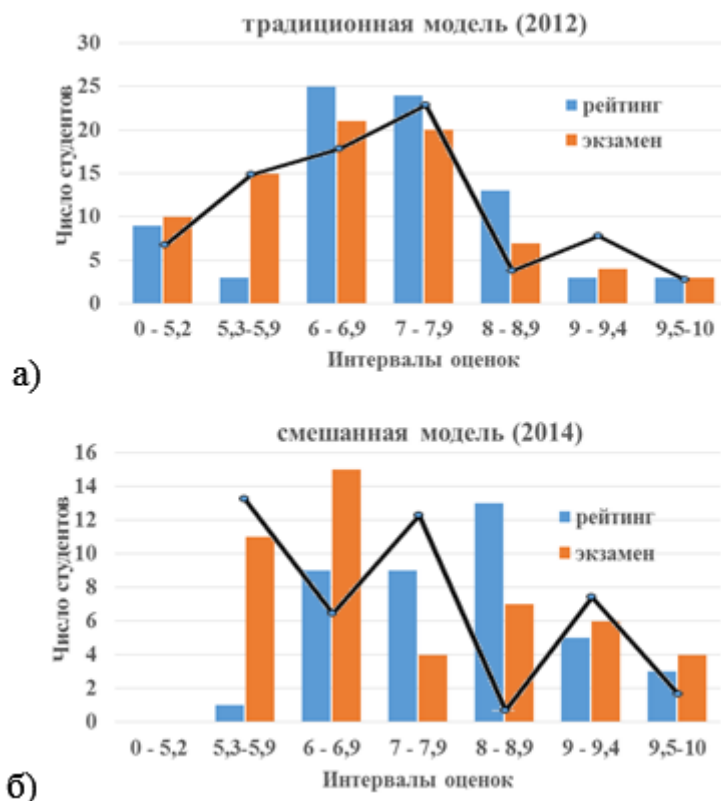 традиционная модель (2012)
30
25
20
15
10
5
0
Число студентов
рейтинг
экзамен
0 - 5,2 5,3-5,9 6 - 6,9 7 - 7,9 8 - 8,9 9 - 9,4 9,5-10
Интервалы оценок
а)
смешанная модель (2014)
16
14
12
10
8
6
4
2
0
Число студентов
рейтинг
экзамен
0 - 5,2 5,3-5,9 6 - 6,9 7 - 7,9 8 - 8,9 9 - 9,4 9,5-10
Интервалы оценок
б)